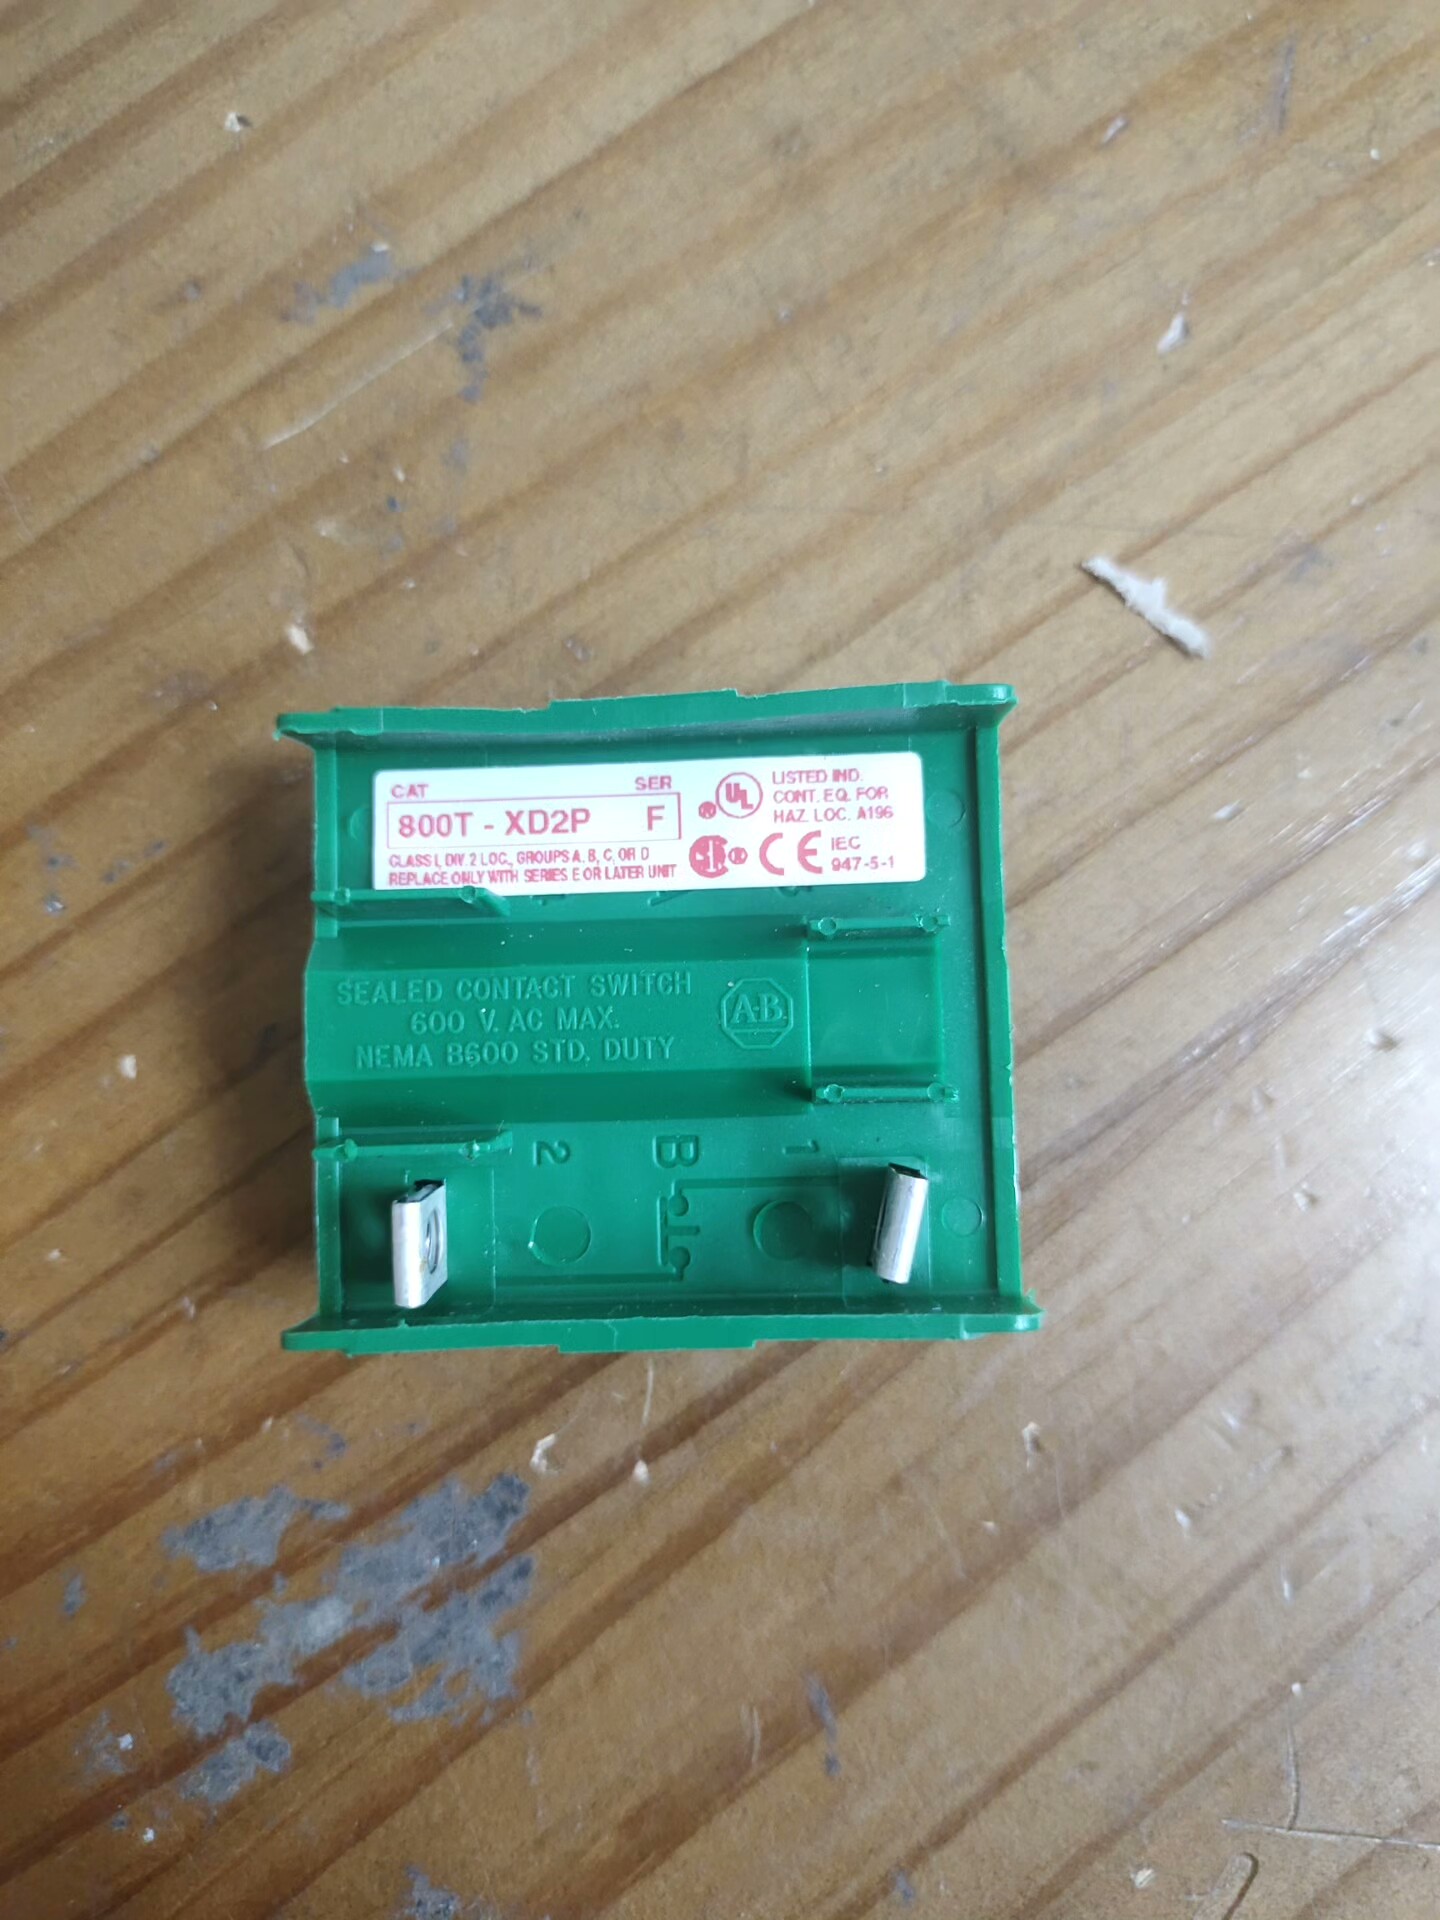 CAT SER
800T - XD2P F
CLASS I, DIV. 2 LOC., GROUPS A, B, C, OR D
REPLACE ONLY WITH SERIES E OR LATER UNIT
UL
®
LISTED IND.
CONT. EQ. FOR
HAZ. LOC. A196
CE
IEC
947-5-1
SEALED CONTACT SWITCH
600 V. AC MAX.
NEMA B600 STD. DUTY
A-B
2 B 1